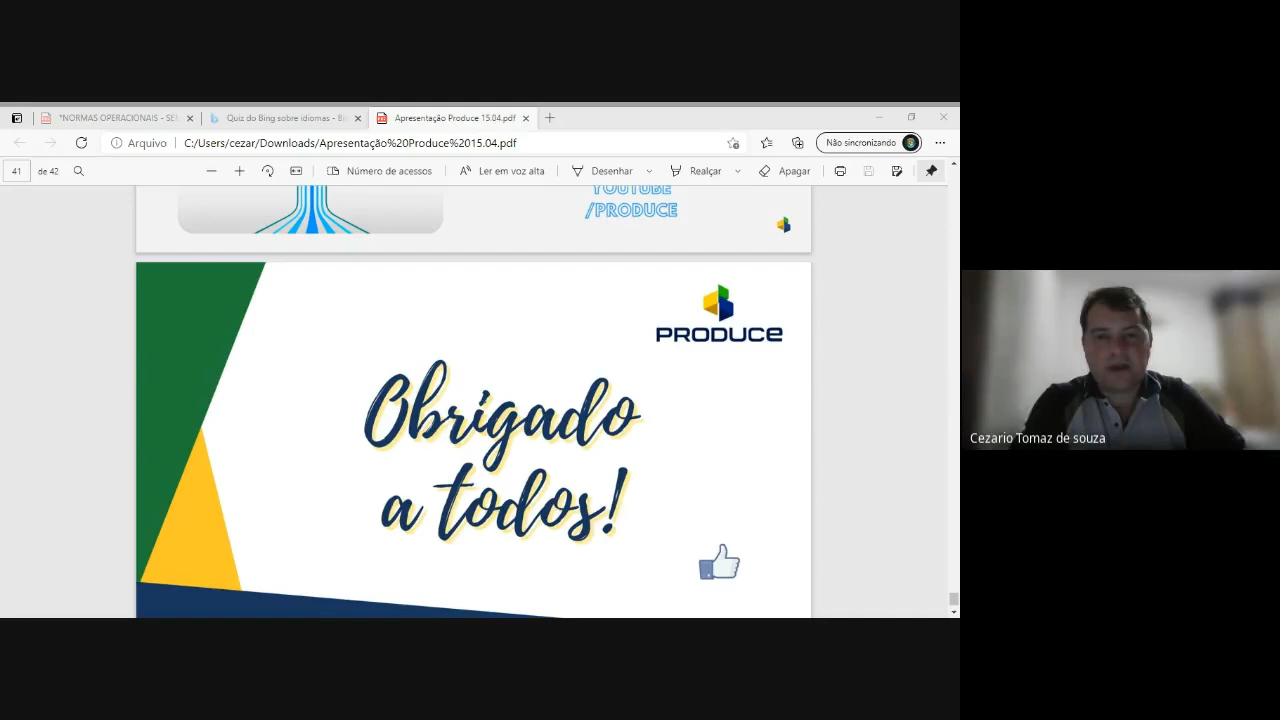 *NORMAS OPERACIONAIS - SE
Quiz do Bing sobre idiomas - Bi
Apresentação Produce 15.04.pdf
Arquivo
C:/Users/cezar/Downloads/Apresentação%20Produce%2015.04.pdf
Não sincronizando
41
de 42
Número de acessos
Ler em voz alta
Desenhar
Realçar
Apagar
YOUTUBE
/PRODUCE
PRODUCE
Obrigado
a todos!
Cezario Tomaz de souza